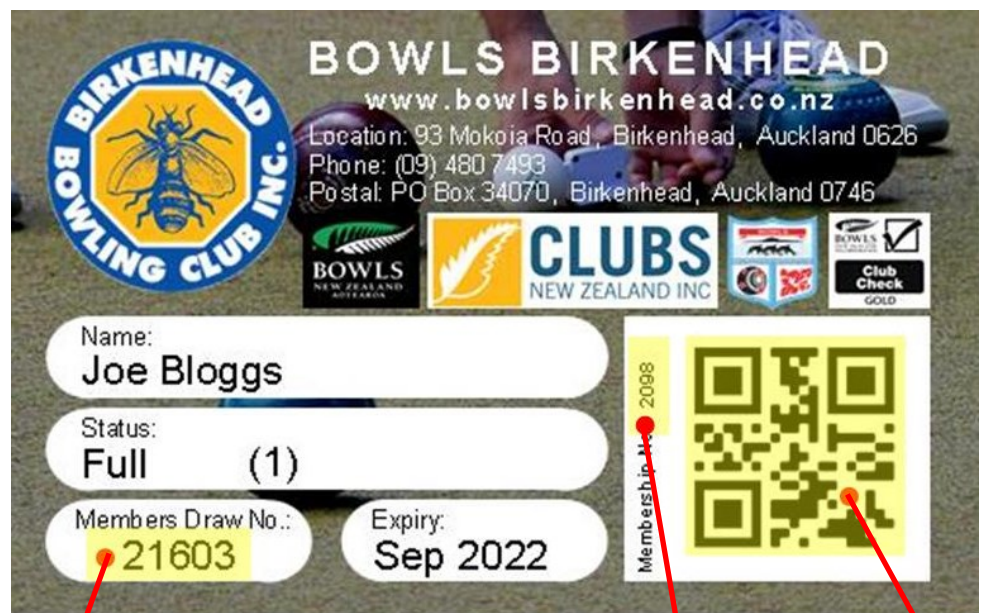 BIRKENHEAD
BOWLING CLUB INC.
BOWLS BIRKENHEAD
www.bowlsbirkenhead.co.nz
Location: 93 Mokoia Road, Birkenhead, Auckland 0626
Phone: (09) 480 7493
Postal: PO Box 34070, Birkenhead, Auckland 0746
BOWLS
NEW ZEALAND
AOTEAROA
CLUBS
NEW ZEALAND INC
BOWLS
Club
Check
GOLD
Name:
Joe Bloggs
Status:
Full (1)
Members Draw No.:
21603
Expiry:
Sep 2022
Membership No 2098